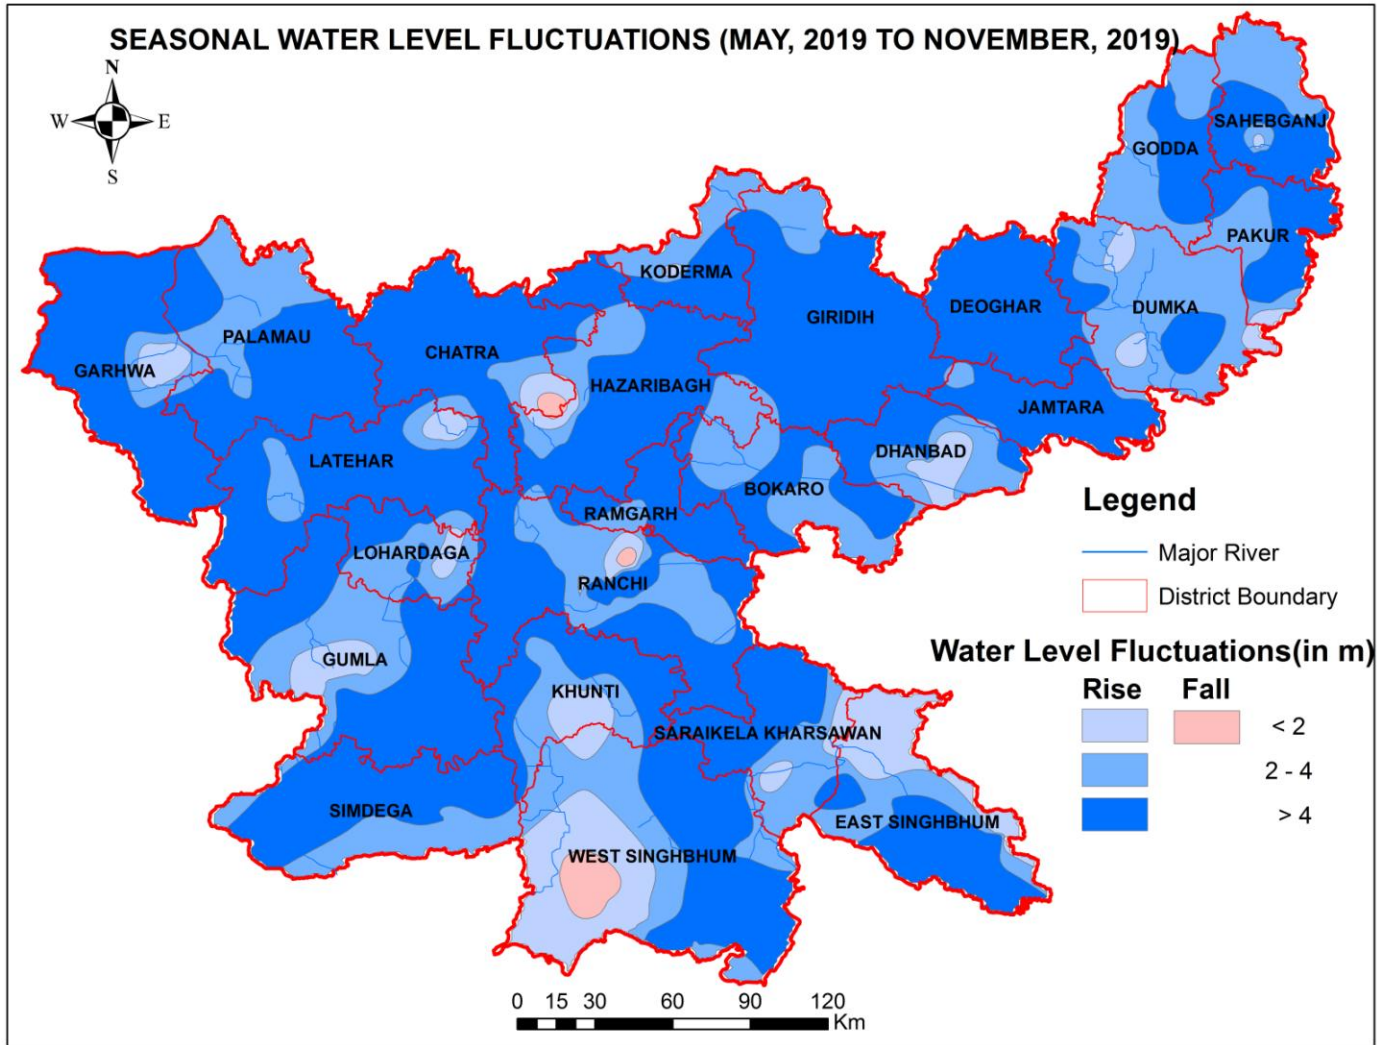 SEASONAL WATER LEVEL FLUCTUATIONS (MAY, 2019 TO NOVEMBER, 2019)
N
W E
S
SAHEBGANJ
GODDA
PAKUR
KODERMA
DEOGHAR
DUMKA
GIRIDIH
PALAMAU
CHATRA
GARHWA
HAZARIBAGH
JAMTARA
DHANBAD
LATEHAR
BOKARO
RAMGARH
LOHARDAGA
RANCHI
GUMLA
KHUNTI
SARAIKELA KHARSAWAN
SIMDEGA
EAST SINGHBHUM
WEST SINGHBHUM
Legend
Major River
District Boundary
Water Level Fluctuations(in m)
Rise Fall
< 2
2 - 4
> 4
0 15 30 60 90 120
Km